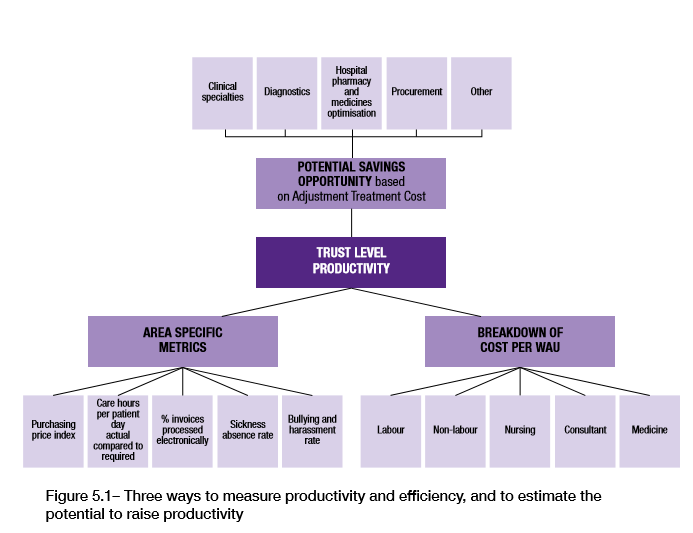 Clinical
specialties
Diagnostics
Hospital
pharmacy
and
medicines
optimisation
Procurement
Other
POTENTIAL SAVINGS
OPPORTUNITY based
on Adjustment Treatment Cost
TRUST LEVEL
PRODUCTIVITY
AREA SPECIFIC
METRICS
BREAKDOWN OF
COST PER WAU
Purchasing
price index
Care hours
per patient
day
actual
compared to
required
% invoices
processed
electronically
Sickness
absence rate
Bullying and
harassment
rate
Labour
Non-labour
Nursing
Consultant
Medicine
Figure 5.1– Three ways to measure productivity and efficiency, and to estimate the
potential to raise productivity